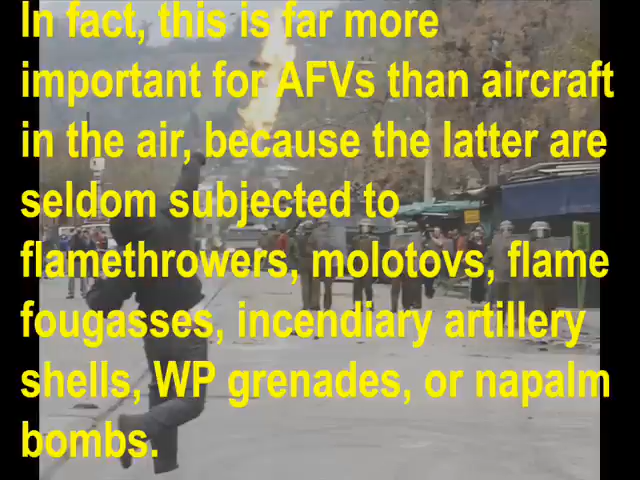 In fact, this is far more
important for AFVs than aircraft
in the air, because the latter are
seldom subjected to
flamethrowers, molotovs, flame
fougasses, incendiary artillery
shells, WP grenades, or napalm
bombs.